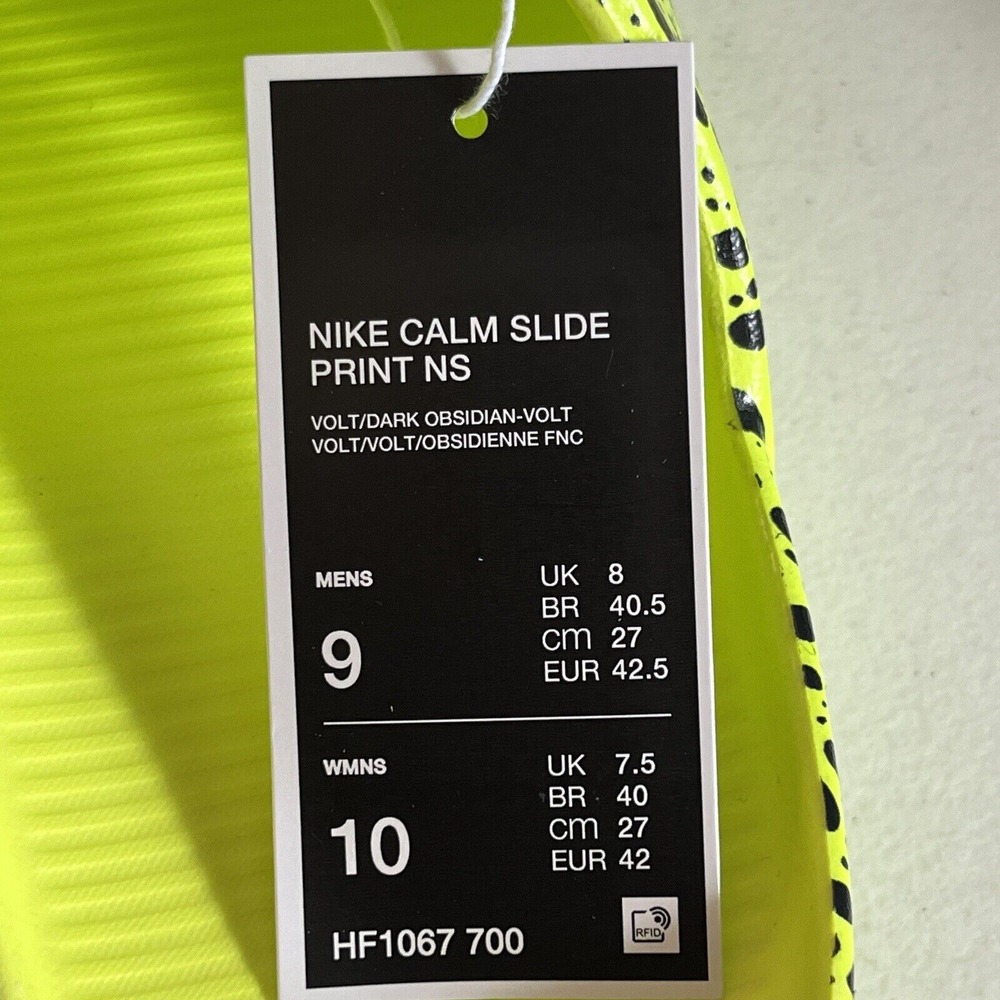 NIKE CALM SLIDE
PRINT NS
VOLT/DARK OBSIDIAN-VOLT
VOLT/VOLT/OBSIDIENNE FNC
MENS
9
UK 8
BR 40.5
cm 27
EUR 42.5
WMNS
10
UK 7.5
BR 40
cm 27
EUR 42
HF1067 700
RFID